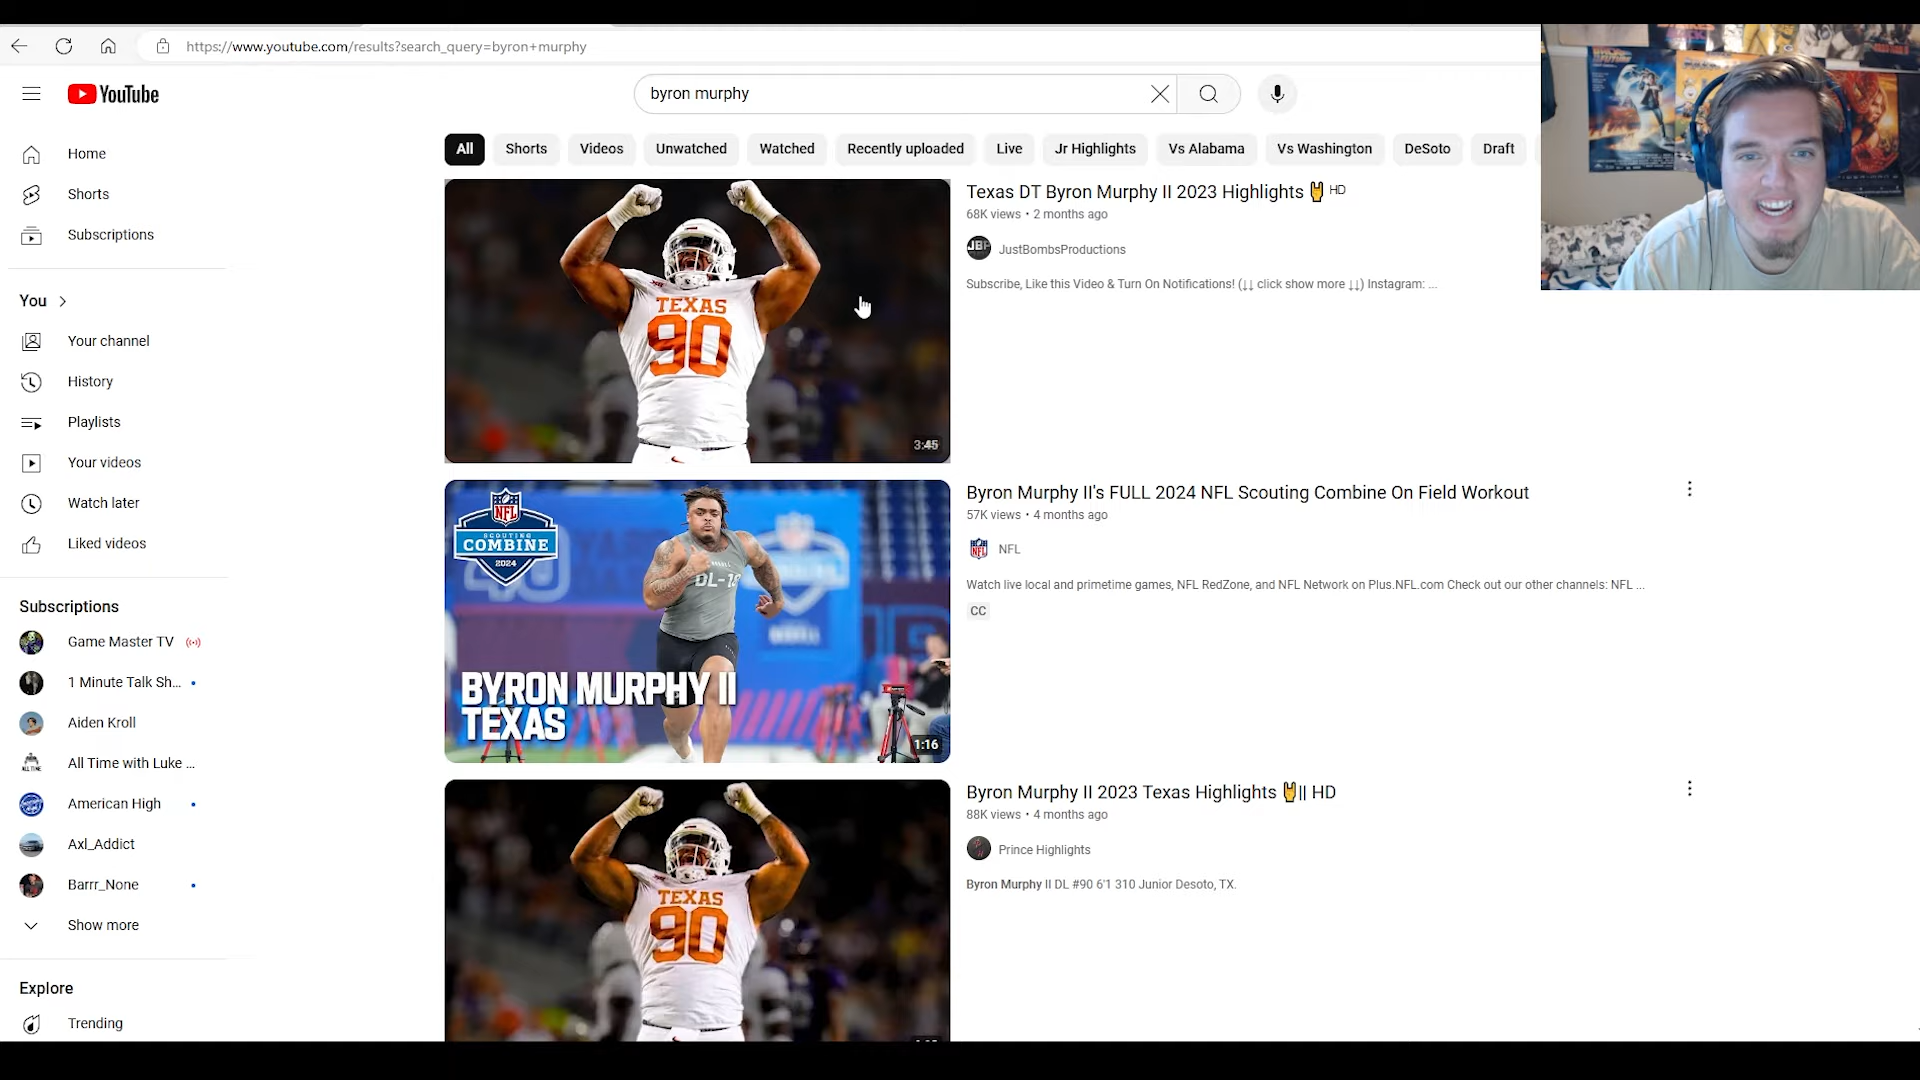 https://www.youtube.com/results?search_query=byron+murphy
YouTube
byron murphy
All
Shorts
Videos
Unwatched
Watched
Recently uploaded
Live
Jr Highlights
Vs Alabama
Vs Washington
DeSoto
Draft
Home
Shorts
Subscriptions
You
Your channel
History
Playlists
Your videos
Watch later
Liked videos
Subscriptions
Game Master TV
1 Minute Talk Sh...
Aiden Kroll
All Time with Luke ...
American High
Axl_Addict
Barrr_None
Show more
Explore
Trending
TEXAS
90
3:45
Texas DT Byron Murphy II 2023 Highlights 🤘 ᴴᴰ
68K views • 2 months ago
JBP
JustBombsProductions
Subscribe, Like this Video & Turn On Notifications! (↓↓ click show more ↓↓) Instagram: ...
NFL
SCOUTING
COMBINE
2024
BYRON MURPHY II
TEXAS
1:16
Byron Murphy II's FULL 2024 NFL Scouting Combine On Field Workout
57K views • 4 months ago
NFL
Watch live local and primetime games, NFL RedZone, and NFL Network on Plus.NFL.com Check out our other channels: NFL ...
CC
TEXAS
90
Byron Murphy II 2023 Texas Highlights 🤘|| HD
88K views • 4 months ago
Prince Highlights
Byron Murphy II DL #90 6'1 310 Junior Desoto, TX.